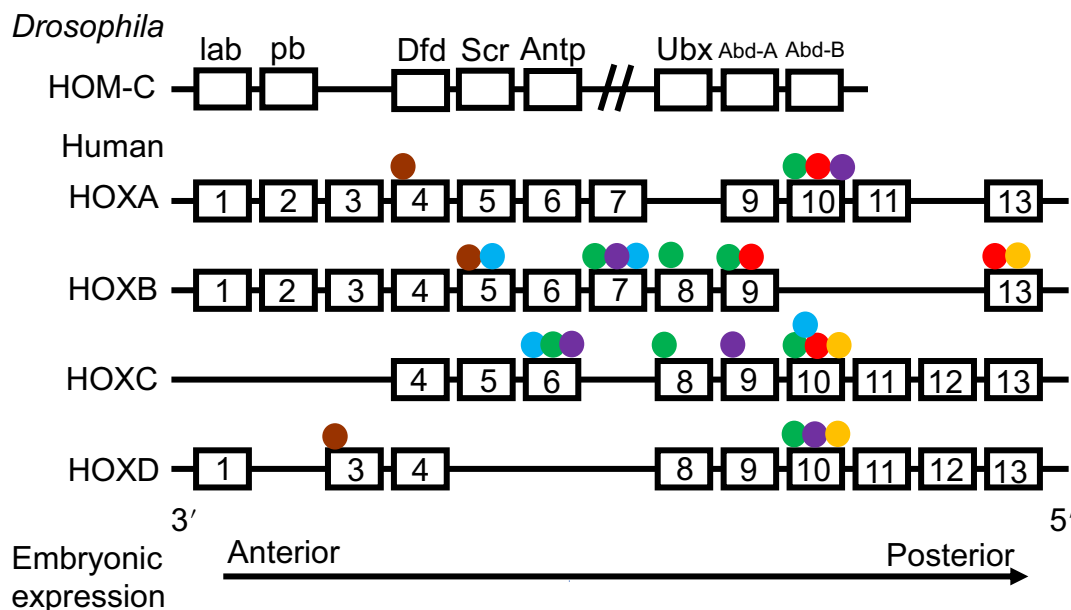 Drosophila
lab pb Dfd Scr Antp Ubx Abd-A Abd-B
HOM-C
Human
HOXA 1 2 3 4 5 6 7 9 10 11 13
HOXB 1 2 3 4 5 6 7 8 9 13
HOXC 4 5 6 8 9 10 11 12 13
HOXD 1 3 4 8 9 10 11 12 13
3′ 5′
Embryonic expression
Anterior Posterior